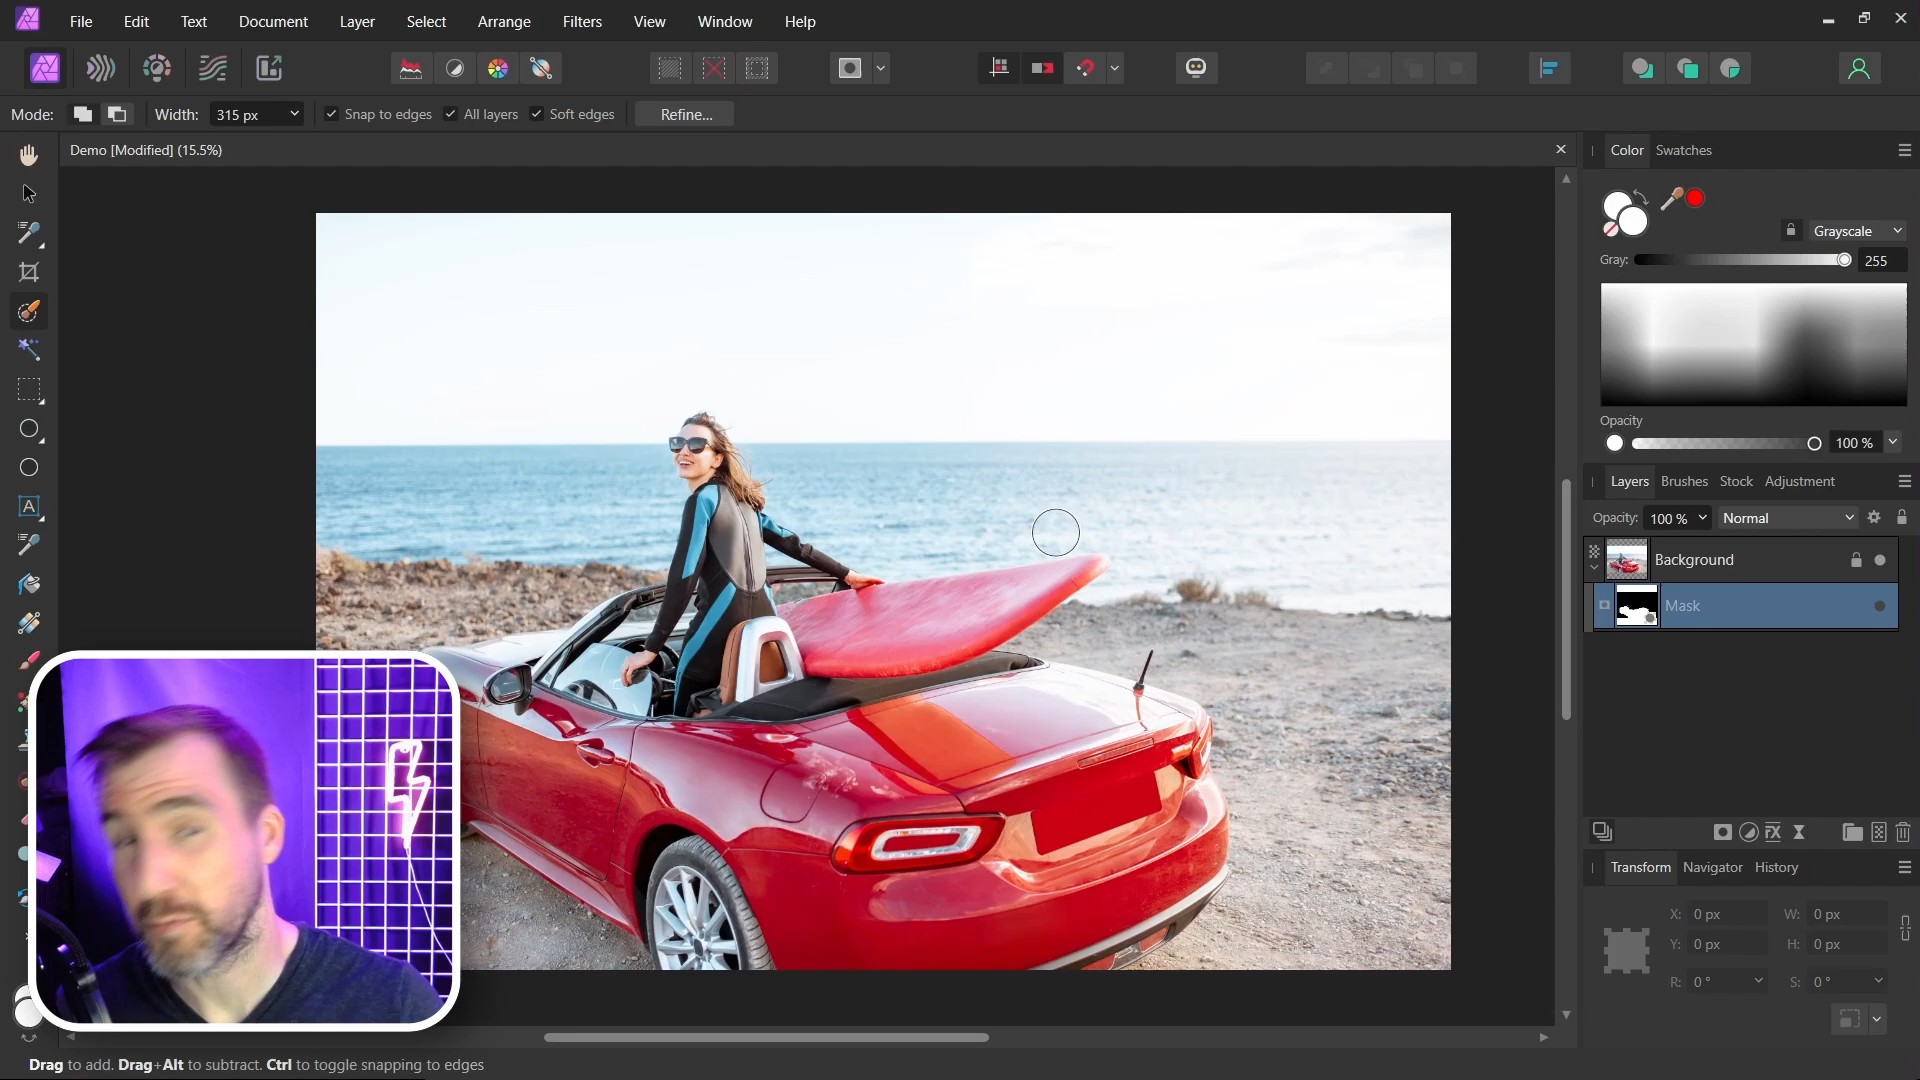 File Edit Text Document Layer Select Arrange Filters View Window Help
Mode: Width: 315 px Snap to edges All layers Soft edges Refine...
Demo [Modified] (15.5%)
Color Swatches
Grayscale
Gray: 255
Opacity
100 %
Layers Brushes Stock Adjustment
Opacity: 100 % Normal
Background
Mask
FX
Transform Navigator History
X: 0 px W: 0 px
Y: 0 px H: 0 px
R: 0 ° S: 0 °
A
Drag to add. Drag+Alt to subtract. Ctrl to toggle snapping to edges